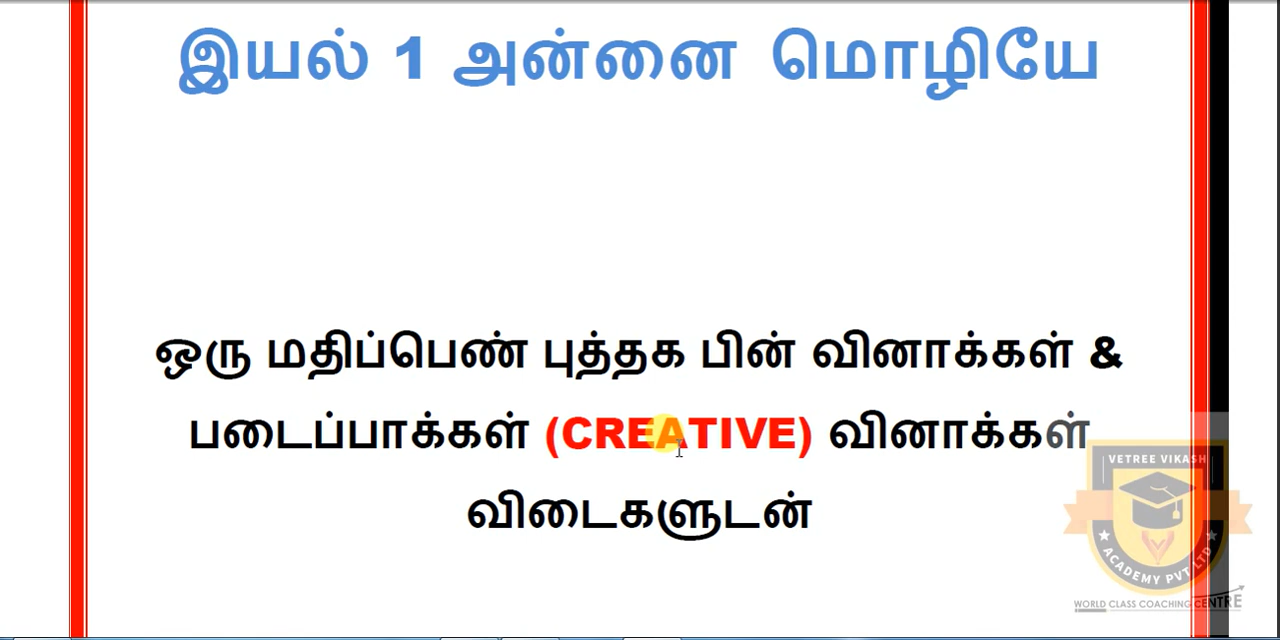 இயல் 1 அன்னை மொழியே
ஒரு மதிப்பெண் புத்தக பின் வினாக்கள் &
படைப்பாக்கள் (CREATIVE) வினாக்கள்
விடைகளுடன்
VETREE VIKASH
ACADEMY PVT LTD
WORLD CLASS COACHING CENTRE